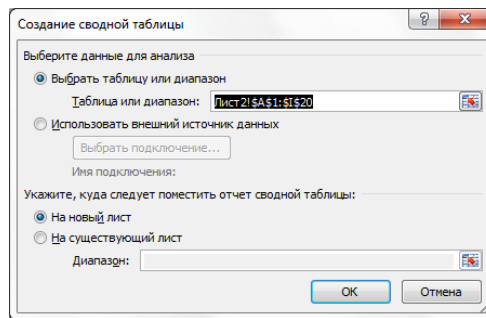 Создание сводной таблицы
Выберите данные для анализа
Выбрать таблицу или диапазон
Таблица или диапазон: Лист2!$A$1:$I$20
Использовать внешний источник данных
Выбрать подключение...
Имя подключения:
Укажите, куда следует поместить отчет сводной таблицы:
На новый лист
На существующий лист
Диапазон:
ОК Отмена